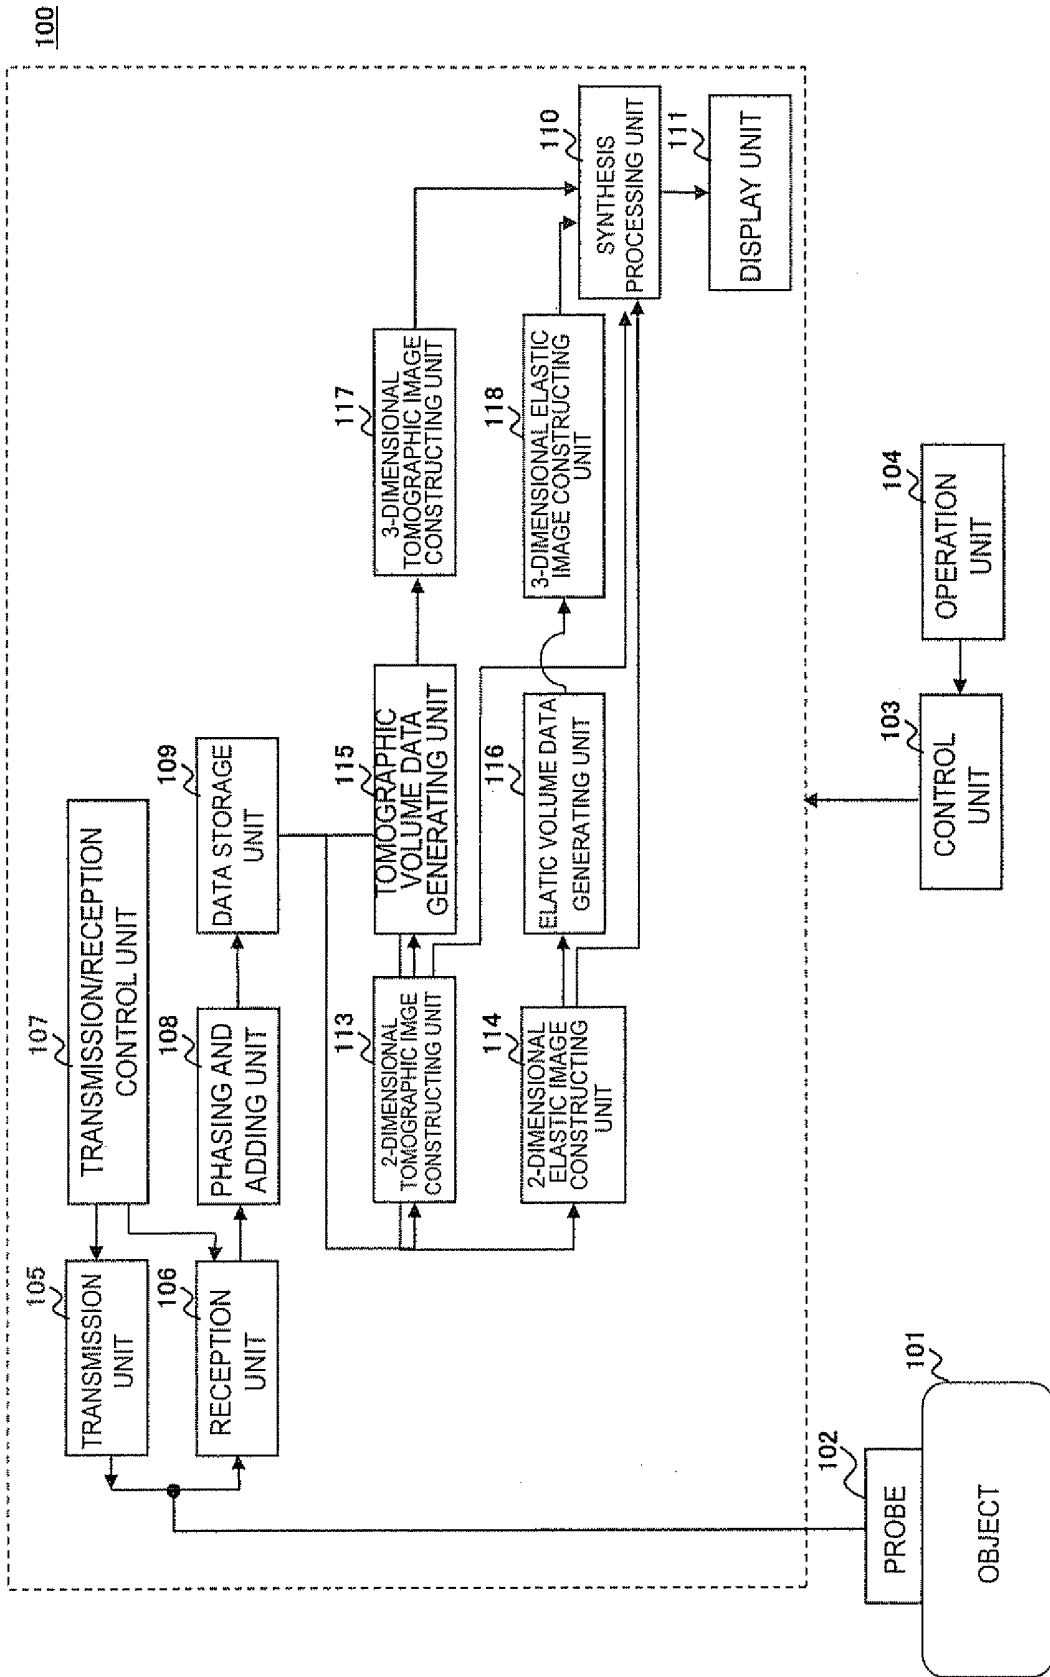 100
107
TRANSMISSION/RECEPTION
CONTROL UNIT
105
TRANSMISSION
UNIT
106
RECEPTION
UNIT
108
PHASING AND
ADDING UNIT
109
DATA STORAGE
UNIT
113
2-DIMENSIONAL
TOMOGRAPHIC IMGE
CONSTRUCTING UNIT
115
TOMOGRAPHIC
VOLUME DATA
GENERATING UNIT
117
3-DIMENSIONAL
TOMOGRAPHIC IMAGE
CONSTRUCTING UNIT
114
2-DIMENSIONAL
ELASTIC IMAGE
CONSTRUCTING
UNIT
116
ELATIC VOLUME DATA
GENERATING UNIT
118
3-DIMENSIONAL ELASTIC
IMAGE CONSTRUCTING
UNIT
110
SYNTHESIS
PROCESSING UNIT
111
DISPLAY UNIT
102
PROBE
101
OBJECT
103
CONTROL
UNIT
104
OPERATION
UNIT